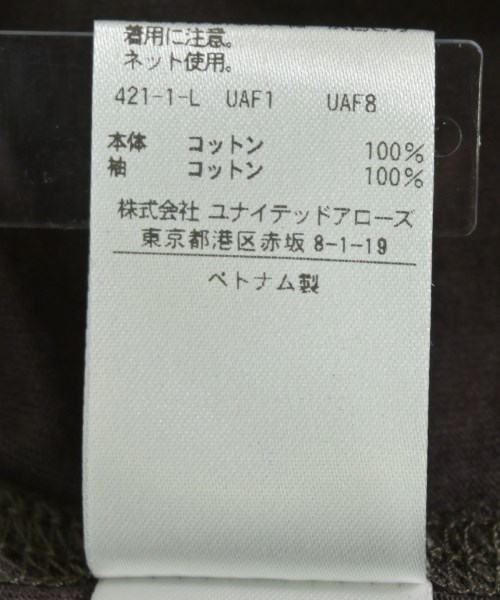 着用に注意。
ネット使用。
421-1-L UAF1 UAF8
本体 コットン 100%
袖 コットン 100%
株式会社 ユナイテッドアローズ
東京都港区赤坂 8-1-19
ベトナム製